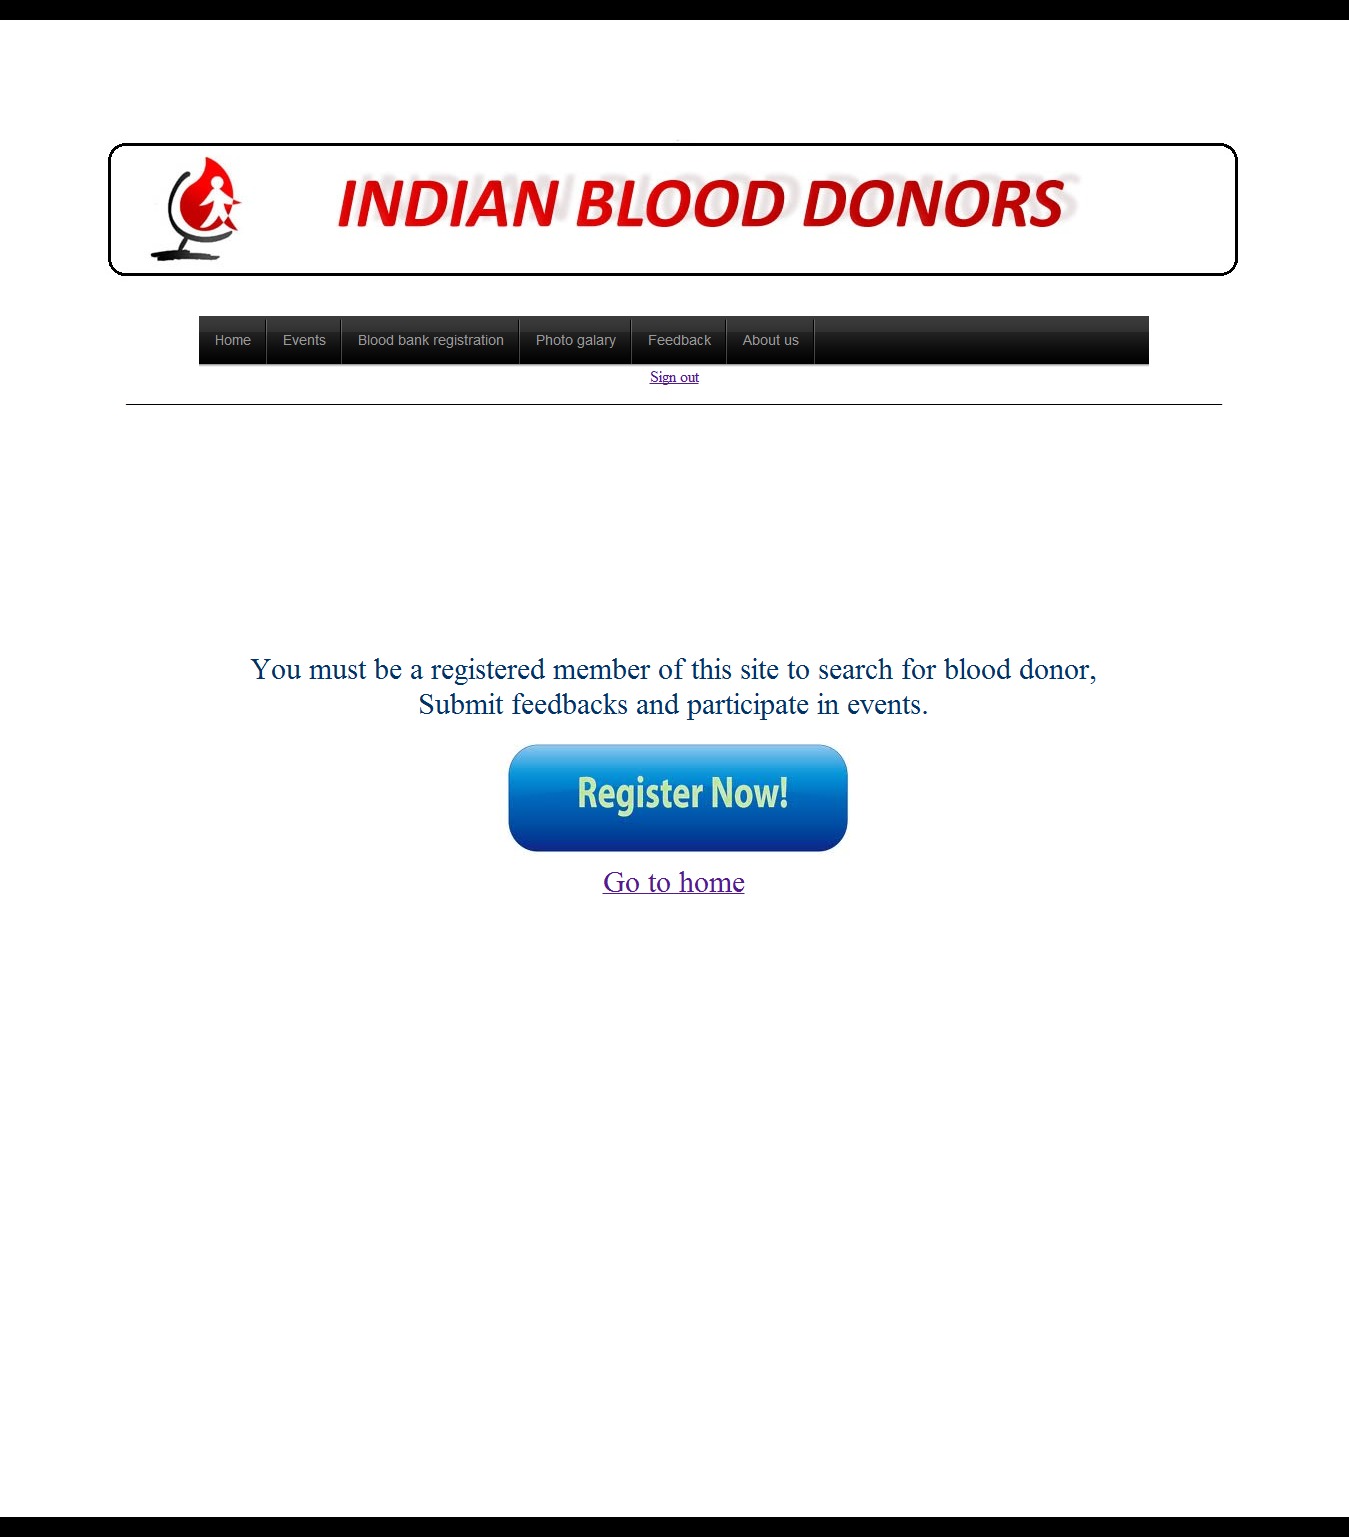 INDIAN BLOOD DONORS
Home Events Blood bank registration Photo galary Feedback About us
Sign out
You must be a registered member of this site to search for blood donor,
Submit feedbacks and participate in events.
Register Now!
Go to home